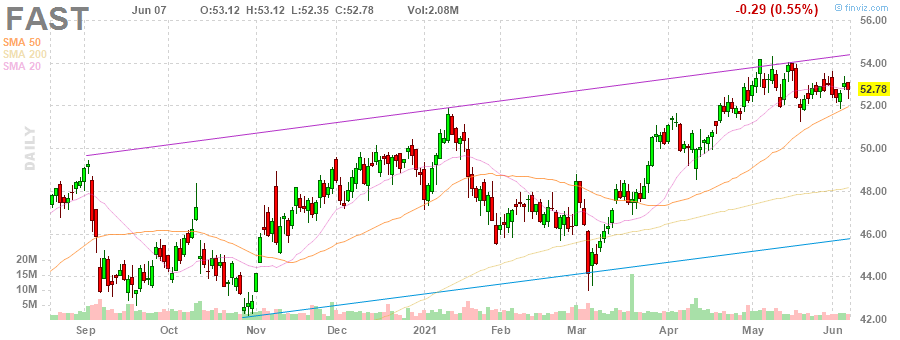 FAST Jun 07 O:53.12 H:53.12 L:52.35 C:52.78 Vol:2.08M -0.29 (0.55%) © finviz.com
56.00
SMA 50
SMA 200
SMA 20
54.00
52.78
52.00
DAILY
50.00
48.00
46.00
20M
15M
44.00
10M
5M
42.00
Sep Oct Nov Dec 2021 Feb Mar Apr May Jun